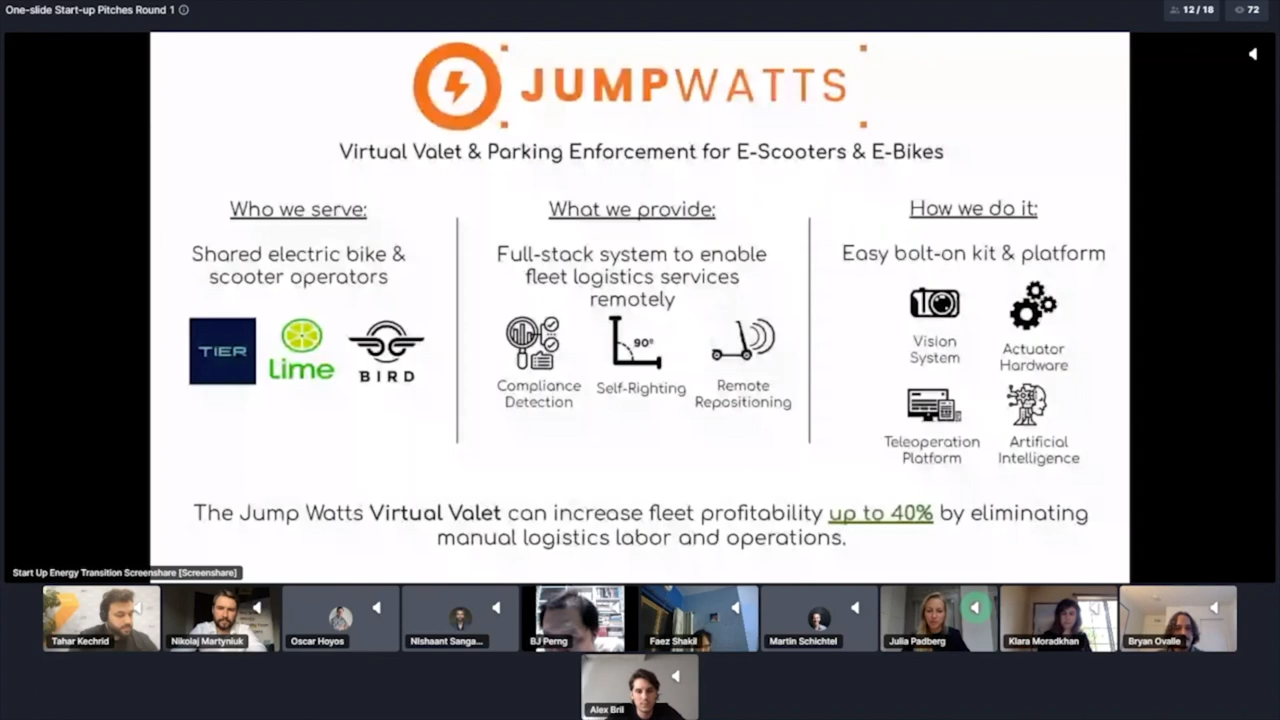 One-slide Start-up Pitches Round 1
12 / 18
72
JUMPWATTS
Virtual Valet & Parking Enforcement for E-Scooters & E-Bikes
Who we serve:
Shared electric bike &
scooter operators
TIER
Lime
BIRD
What we provide:
Full-stack system to enable
fleet logistics services
remotely
90°
Compliance
Detection
Self-Righting
Remote
Repositioning
How we do it:
Easy bolt-on kit & platform
Vision
System
Actuator
Hardware
Teleoperation
Platform
Artificial
Intelligence
The Jump Watts Virtual Valet can increase fleet profitability up to 40% by eliminating
manual logistics labor and operations.
Start Up Energy Transition Screenshare [Screenshare]
Tahar Kechrid
Nikolaj Martyniuk
Oscar Hoyos
Nishaant Sanga...
BJ Perng
Faez Shakil
Martin Schichtel
Julia Padberg
Klara Moradkhan
Bryan Ovalle
Alex Bril